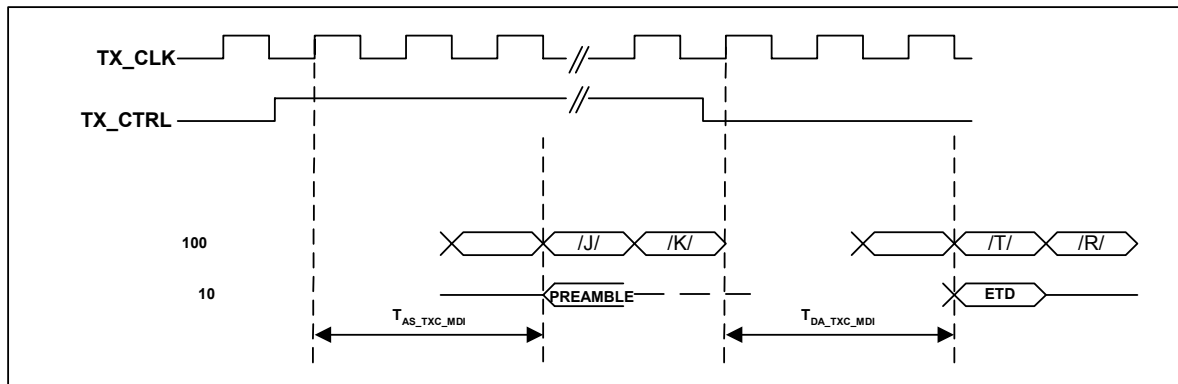 TX_CLK
TX_CTRL
100 /J/ /K/ /T/ /R/
10 PREAMBLE ETD
T_AS_TXC_MDI T_DA_TXC_MDI